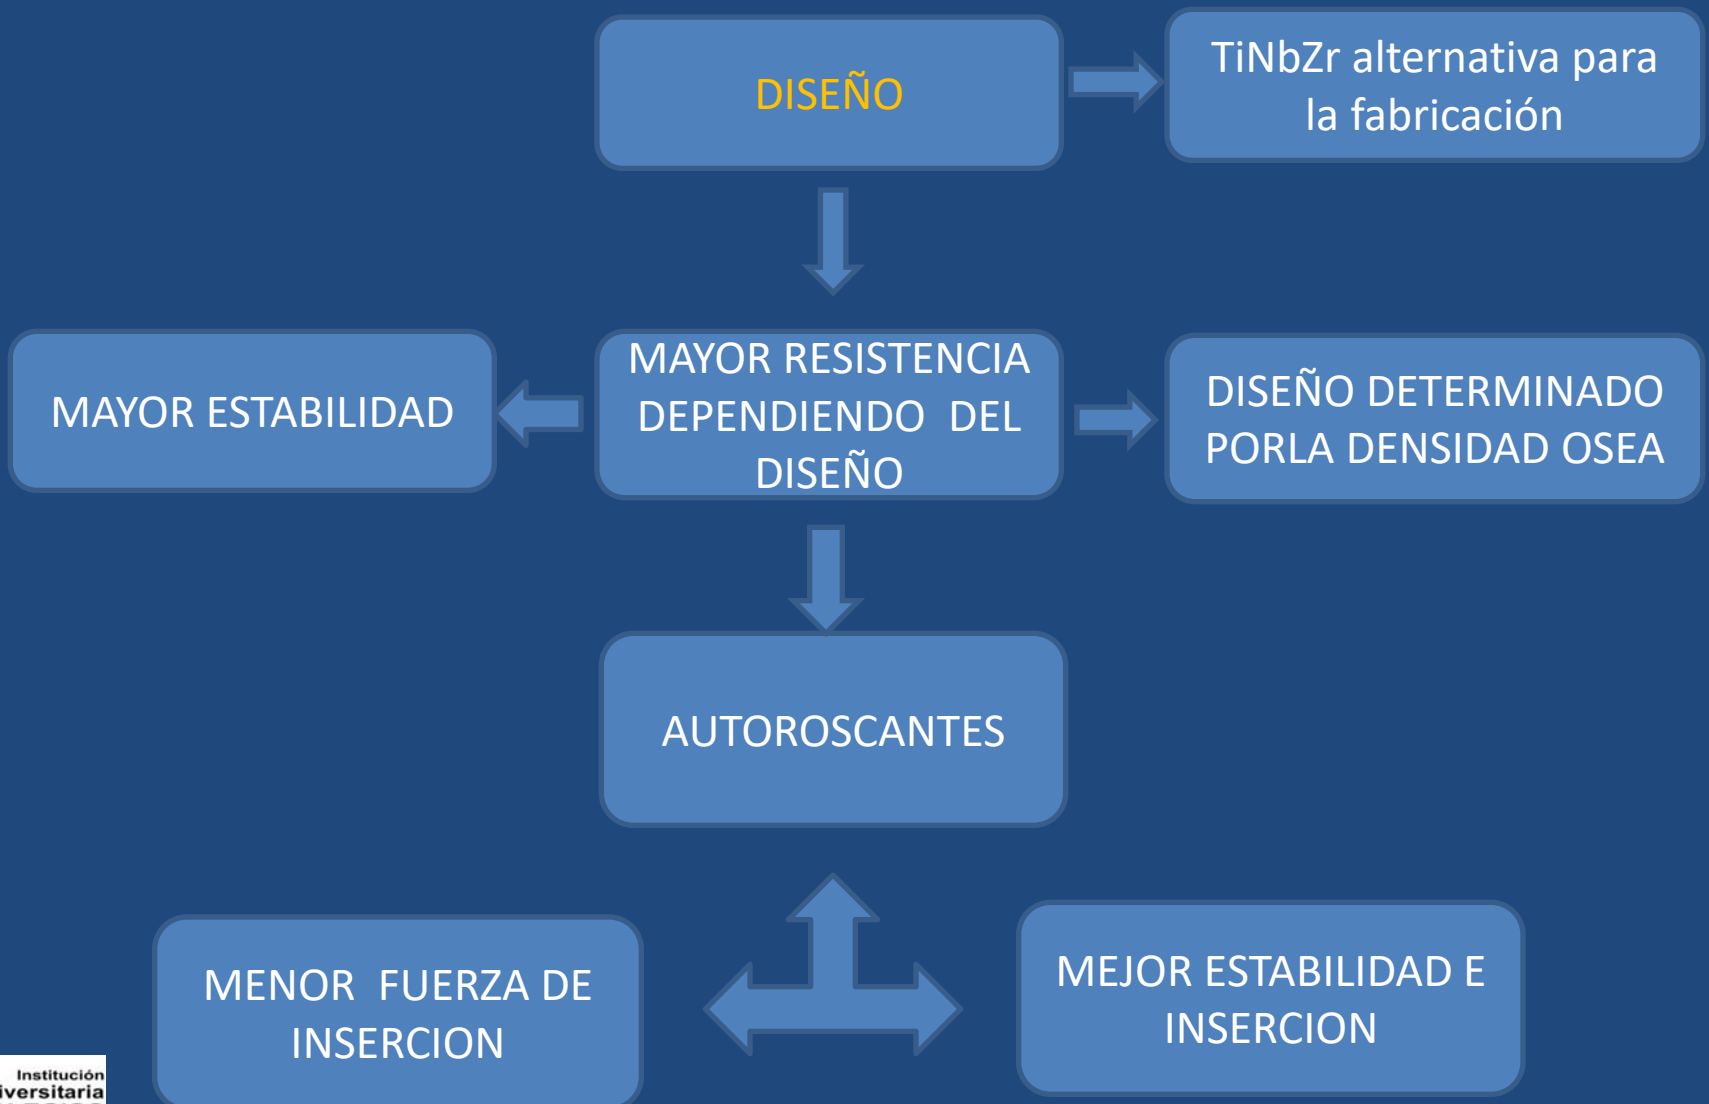 DISEÑO
TiNbZr alternativa para
la fabricación
MAYOR ESTABILIDAD
MAYOR RESISTENCIA
DEPENDIENDO DEL
DISEÑO
DISEÑO DETERMINADO
PORLA DENSIDAD OSEA
AUTOROSCANTES
MENOR FUERZA DE
INSERCION
MEJOR ESTABILIDAD E
INSERCION
Institución
iversitaria